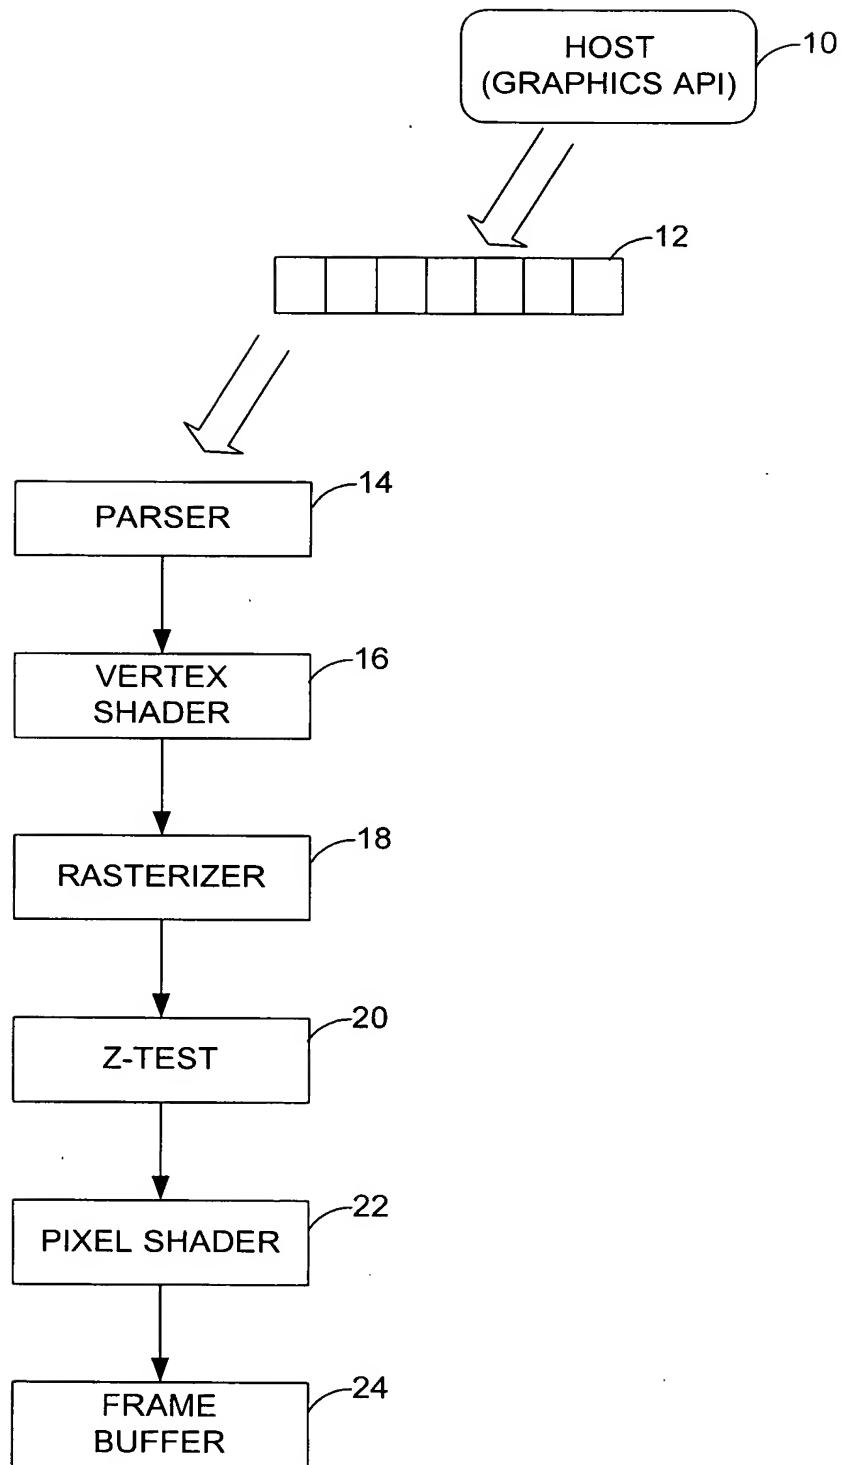 HOST
(GRAPHICS API)
10
12
14
PARSER
16
VERTEX
SHADER
18
RASTERIZER
20
Z-TEST
22
PIXEL SHADER
24
FRAME
BUFFER